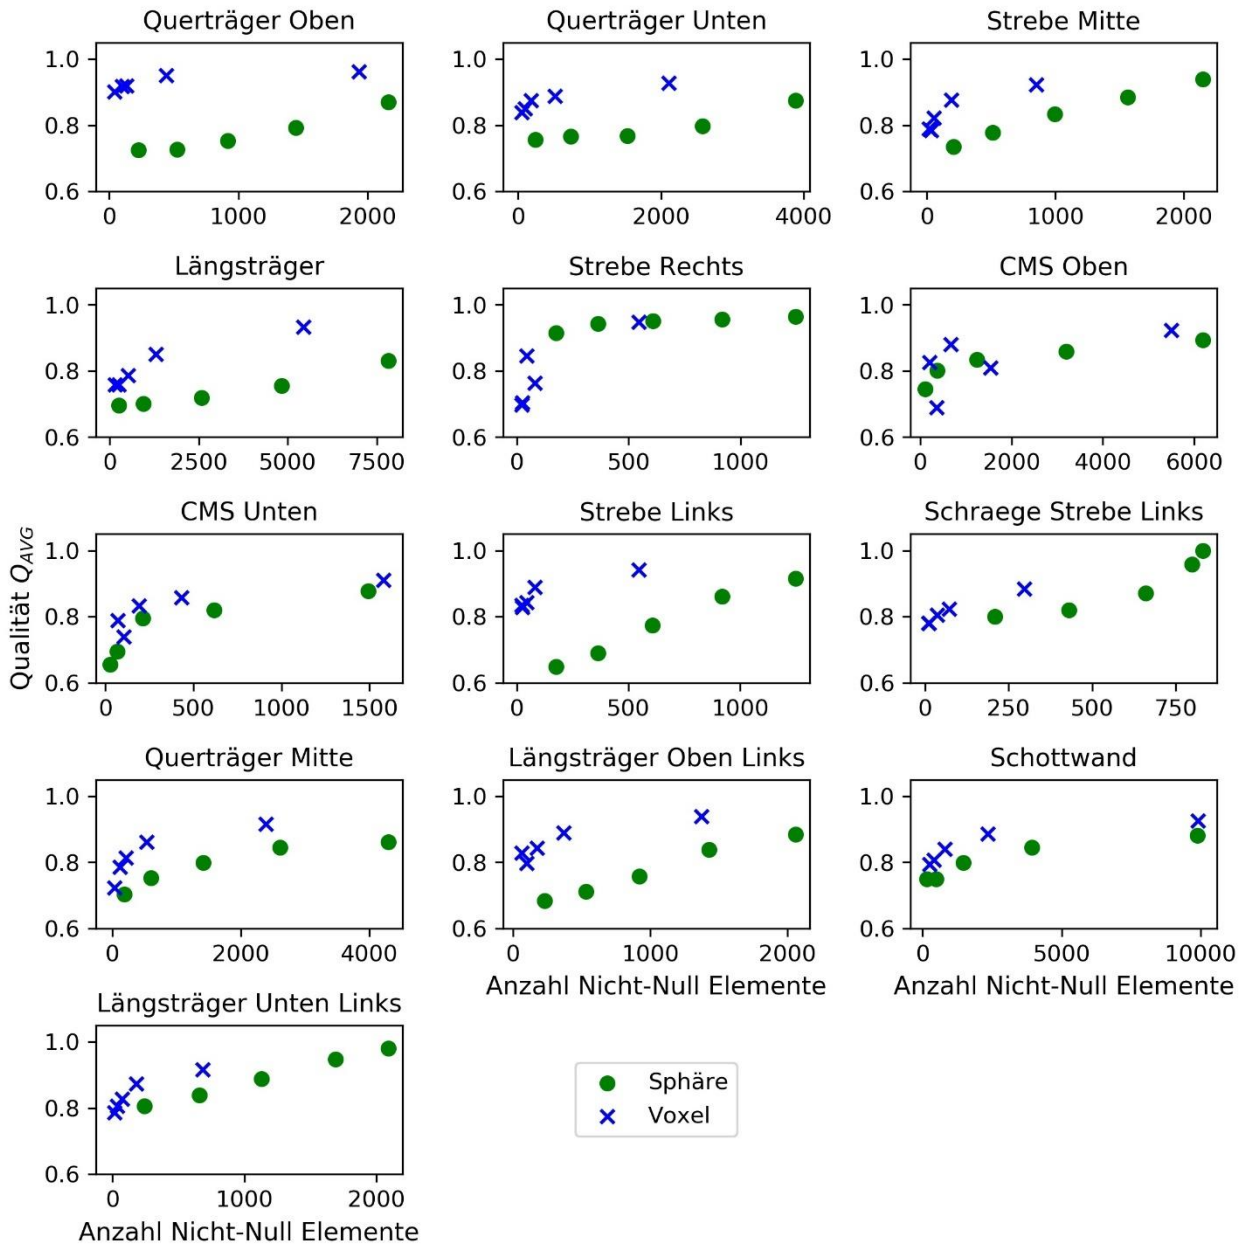 Querträger Oben
Querträger Unten
Strebe Mitte
1.0
0.8
0.6
0 1000 2000
1.0
0.8
0.6
0 2000 4000
1.0
0.8
0.6
0 1000 2000
Längsträger
Strebe Rechts
CMS Oben
1.0
0.8
0.6
0 2500 5000 7500
1.0
0.8
0.6
0 500 1000
1.0
0.8
0.6
0 2000 4000 6000
Qualität Q_AVG
CMS Unten
Strebe Links
Schraege Strebe Links
1.0
0.8
0.6
0 500 1000 1500
1.0
0.8
0.6
0 500 1000
1.0
0.8
0.6
0 250 500 750
Querträger Mitte
Längsträger Oben Links
Schottwand
1.0
0.8
0.6
0 2000 4000
1.0
0.8
0.6
0 1000 2000
Anzahl Nicht-Null Elemente
1.0
0.8
0.6
0 5000 10000
Anzahl Nicht-Null Elemente
Längsträger Unten Links
1.0
0.8
0.6
0 1000 2000
Anzahl Nicht-Null Elemente
Sphäre
Voxel